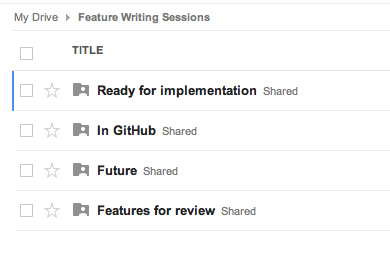 My Drive Feature Writing Sessions
TITLE
Ready for implementation Shared
In GitHub Shared
Future Shared
Features for review Shared